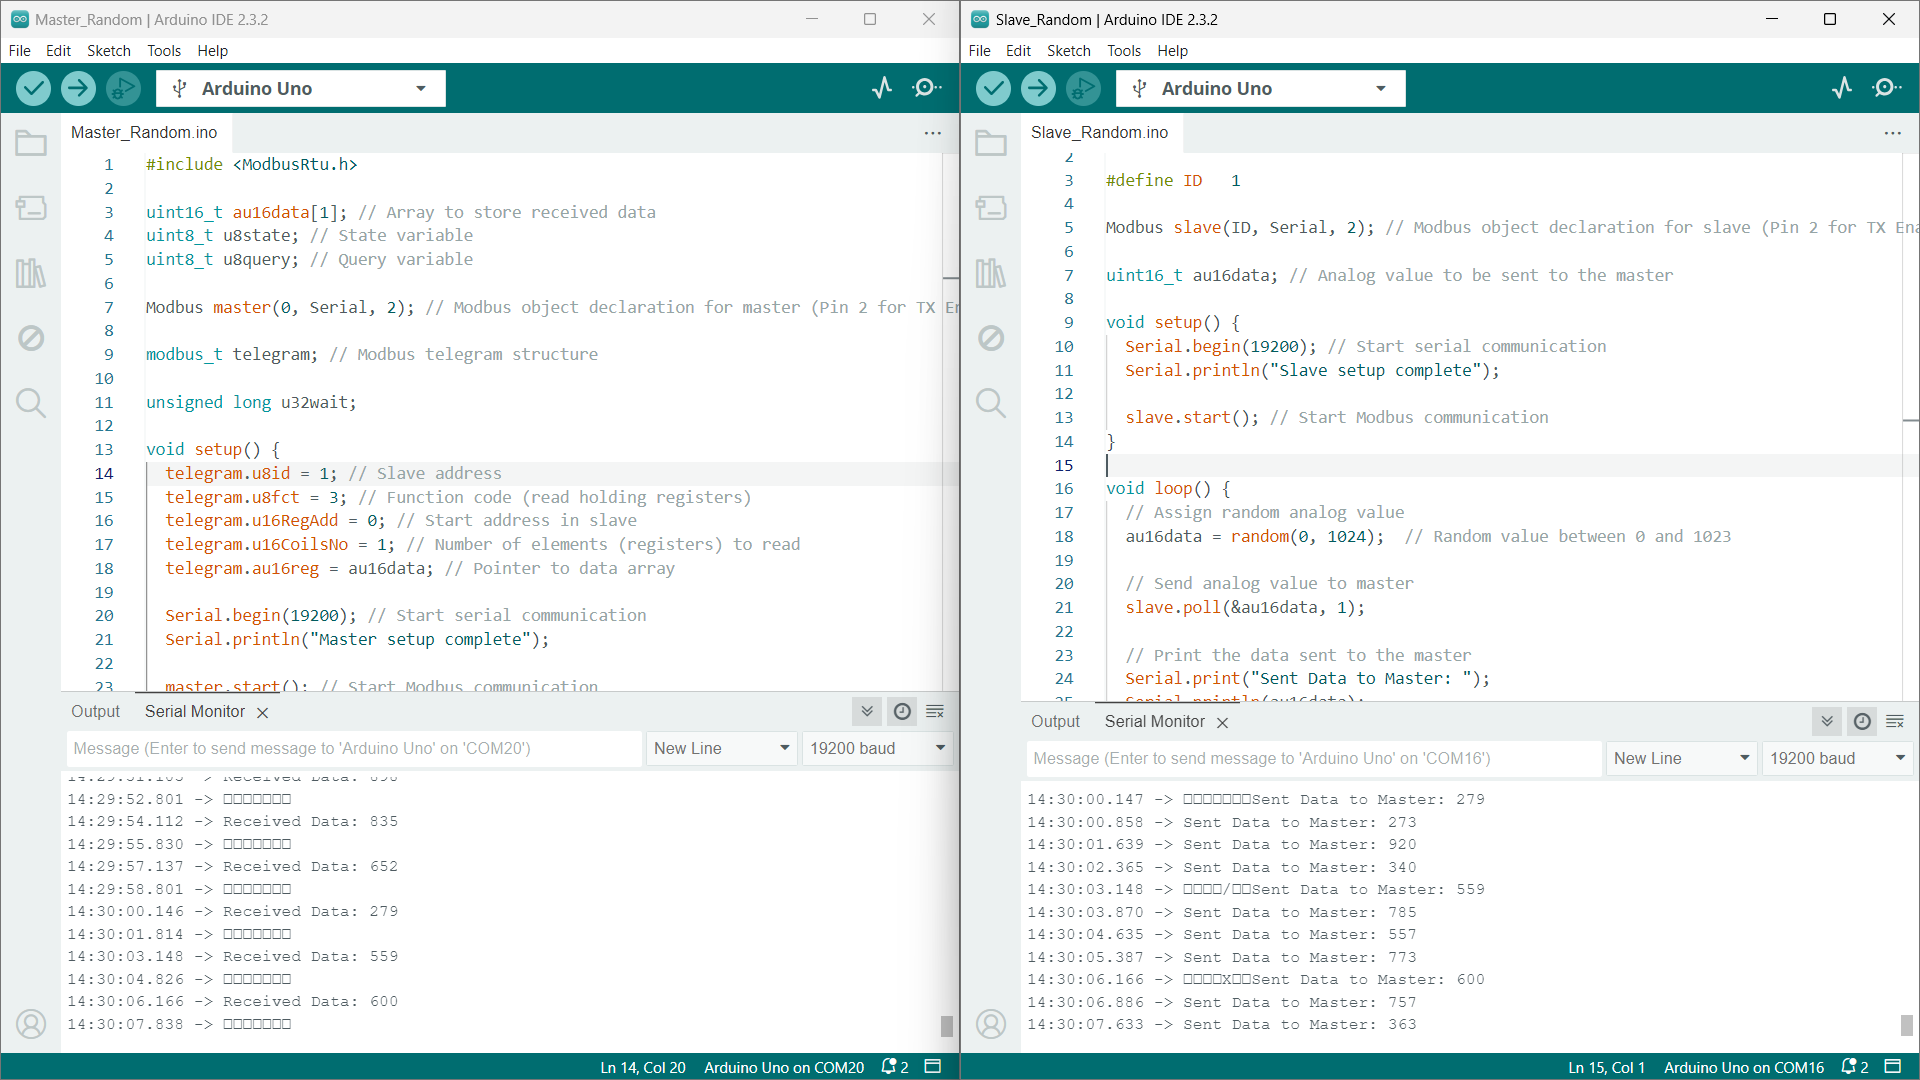 Master_Random | Arduino IDE 2.3.2
File Edit Sketch Tools Help
Arduino Uno
Master_Random.ino
1 #include <ModbusRtu.h>
2
3 uint16_t au16data[1]; // Array to store received data
4 uint8_t u8state; // State variable
5 uint8_t u8query; // Query variable
6
7 Modbus master(0, Serial, 2); // Modbus object declaration for master (Pin 2 for TX En
8
9 modbus_t telegram; // Modbus telegram structure
10
11 unsigned long u32wait;
12
13 void setup() {
14 telegram.u8id = 1; // Slave address
15 telegram.u8fct = 3; // Function code (read holding registers)
16 telegram.u16RegAdd = 0; // Start address in slave
17 telegram.u16CoilsNo = 1; // Number of elements (registers) to read
18 telegram.au16reg = au16data; // Pointer to data array
19
20 Serial.begin(19200); // Start serial communication
21 Serial.println("Master setup complete");
22
23 master.start(); // Start Modbus communication
Output Serial Monitor
Message (Enter to send message to 'Arduino Uno' on 'COM20')
New Line
19200 baud
14:29:51.105 -> Received Data: 898
14:29:52.801 -> □□□□□□□
14:29:54.112 -> Received Data: 835
14:29:55.830 -> □□□□□□□
14:29:57.137 -> Received Data: 652
14:29:58.801 -> □□□□□□□
14:30:00.146 -> Received Data: 279
14:30:01.814 -> □□□□□□□
14:30:03.148 -> Received Data: 559
14:30:04.826 -> □□□□□□□
14:30:06.166 -> Received Data: 600
14:30:07.838 -> □□□□□□□
Ln 14, Col 20 Arduino Uno on COM20 2
Slave_Random | Arduino IDE 2.3.2
File Edit Sketch Tools Help
Arduino Uno
Slave_Random.ino
2
3 #define ID 1
4
5 Modbus slave(ID, Serial, 2); // Modbus object declaration for slave (Pin 2 for TX Ena
6
7 uint16_t au16data; // Analog value to be sent to the master
8
9 void setup() {
10 Serial.begin(19200); // Start serial communication
11 Serial.println("Slave setup complete");
12
13 slave.start(); // Start Modbus communication
14 }
15
16 void loop() {
17 // Assign random analog value
18 au16data = random(0, 1024); // Random value between 0 and 1023
19
20 // Send analog value to master
21 slave.poll(&au16data, 1);
22
23 // Print the data sent to the master
24 Serial.print("Sent Data to Master: ");
25 Serial.println(au16data);
Output Serial Monitor
Message (Enter to send message to 'Arduino Uno' on 'COM16')
New Line
19200 baud
14:30:00.147 -> □□□□□□□Sent Data to Master: 279
14:30:00.858 -> Sent Data to Master: 273
14:30:01.639 -> Sent Data to Master: 920
14:30:02.365 -> Sent Data to Master: 340
14:30:03.148 -> □□□□/□□Sent Data to Master: 559
14:30:03.870 -> Sent Data to Master: 785
14:30:04.635 -> Sent Data to Master: 557
14:30:05.387 -> Sent Data to Master: 773
14:30:06.166 -> □□□□X□□Sent Data to Master: 600
14:30:06.886 -> Sent Data to Master: 757
14:30:07.633 -> Sent Data to Master: 363
Ln 15, Col 1 Arduino Uno on COM16 2